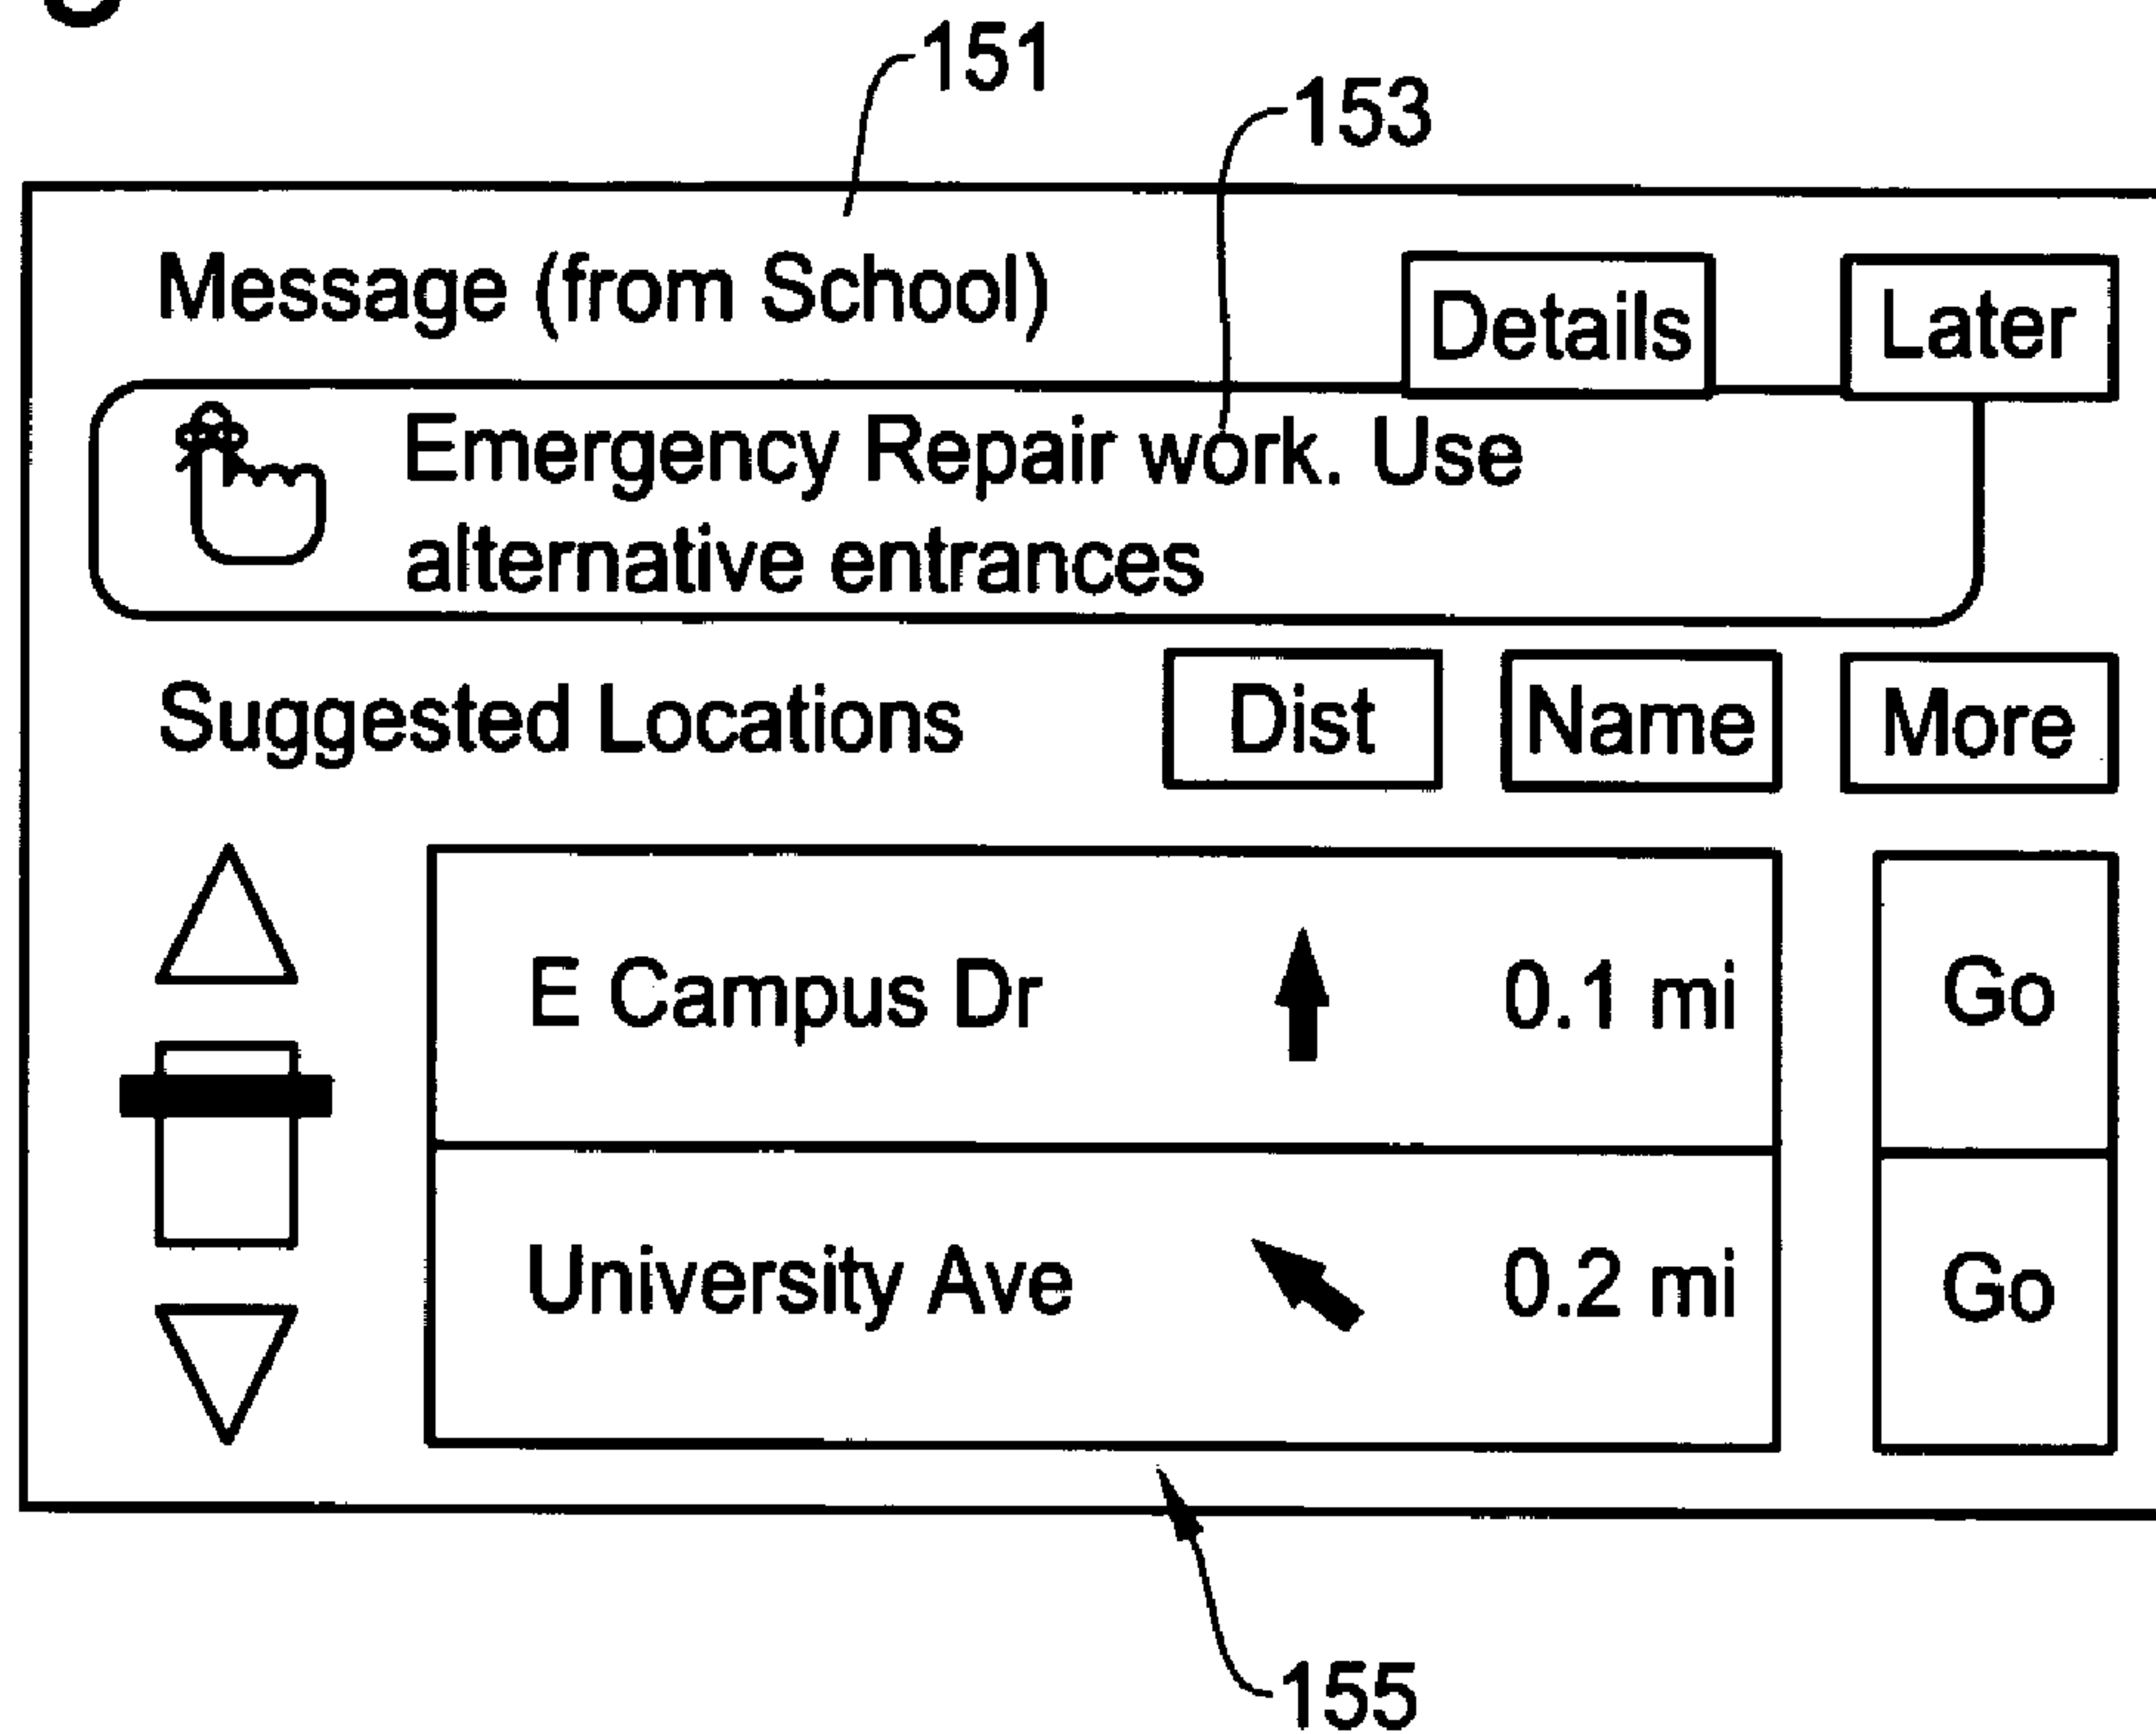 151
153
Message (from School)
Details
Later
Emergency Repair work. Use
alternative entrances
Suggested Locations
Dist
Name
More
E Campus Dr
0.1 mi
Go
University Ave
0.2 mi
Go
155